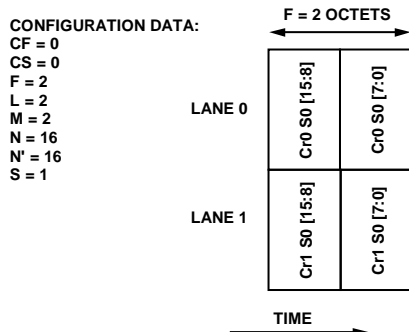 CONFIGURATION DATA:
CF = 0
CS = 0
F = 2
L = 2
M = 2
N = 16
N' = 16
S = 1
F = 2 OCTETS
LANE 0
Cr0 S0 [15:8]
Cr0 S0 [7:0]
LANE 1
Cr1 S0 [15:8]
Cr1 S0 [7:0]
TIME